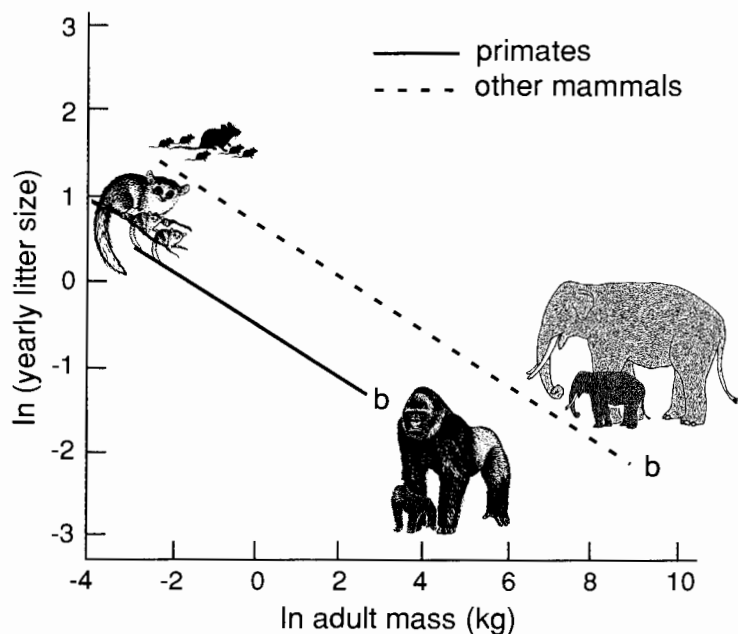 3
primates
other mammals
2
1
0
-1
-2
-3
ln (yearly litter size)
b
b
-4 -2 0 2 4 6 8 10
ln adult mass (kg)